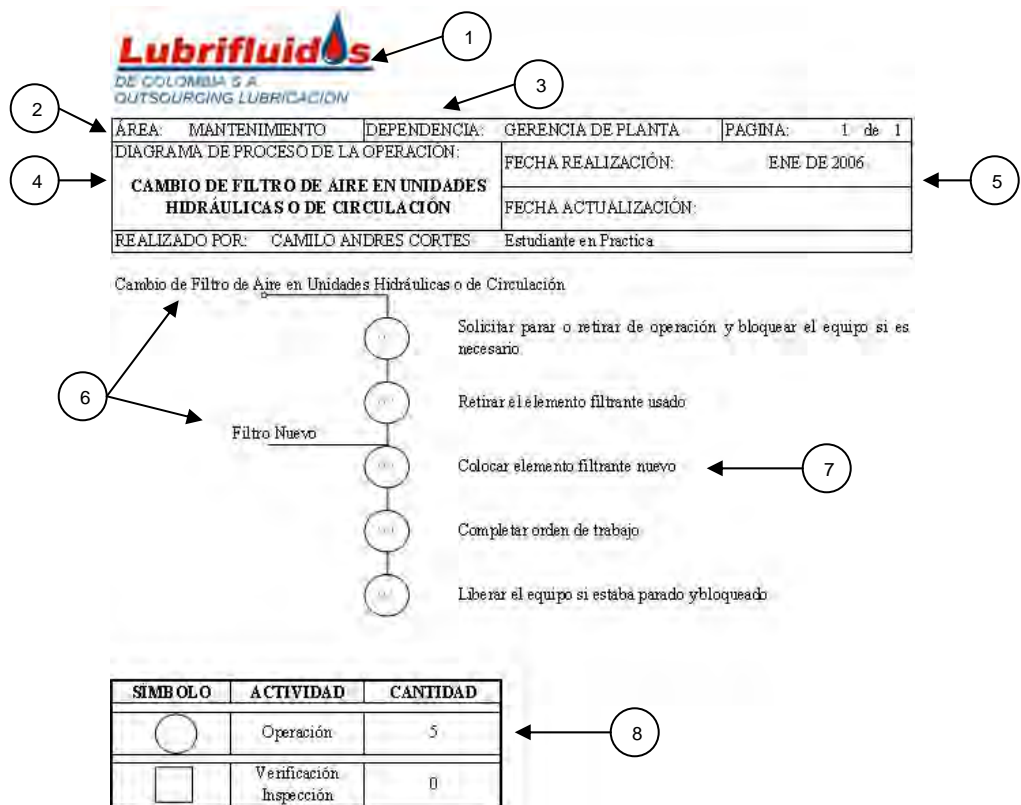 1
Lubrifluidos
DE COLOMBIA S.A.
OUTSOURCING LUBRICACION
3
2
ÁREA: MANTENIMIENTO DEPENDENCIA: GERENCIA DE PLANTA PAGINA: 1 de 1
DIAGRAMA DE PROCESO DE LA OPERACIÓN:
FECHA REALIZACIÓN: ENE DE 2006
4
5
CAMBIO DE FILTRO DE AIRE EN UNIDADES
HIDRÁULICAS O DE CIRCULACIÓN
FECHA ACTUALIZACIÓN:
REALIZADO POR: CAMILO ANDRES CORTES Estudiante en Practica
Cambio de Filtro de Aire en Unidades Hidráulicas o de Circulación
Solicitar parar o retirar de operación y bloquear el equipo si es
necesario
6
Retirar el elemento filtrante usado
Filtro Nuevo
Colocar elemento filtrante nuevo
7
Completar orden de trabajo
Liberar el equipo si estaba parado y bloqueado
SIMBOLO ACTIVIDAD CANTIDAD
Operación 5
8
Verificación
Inspección 0